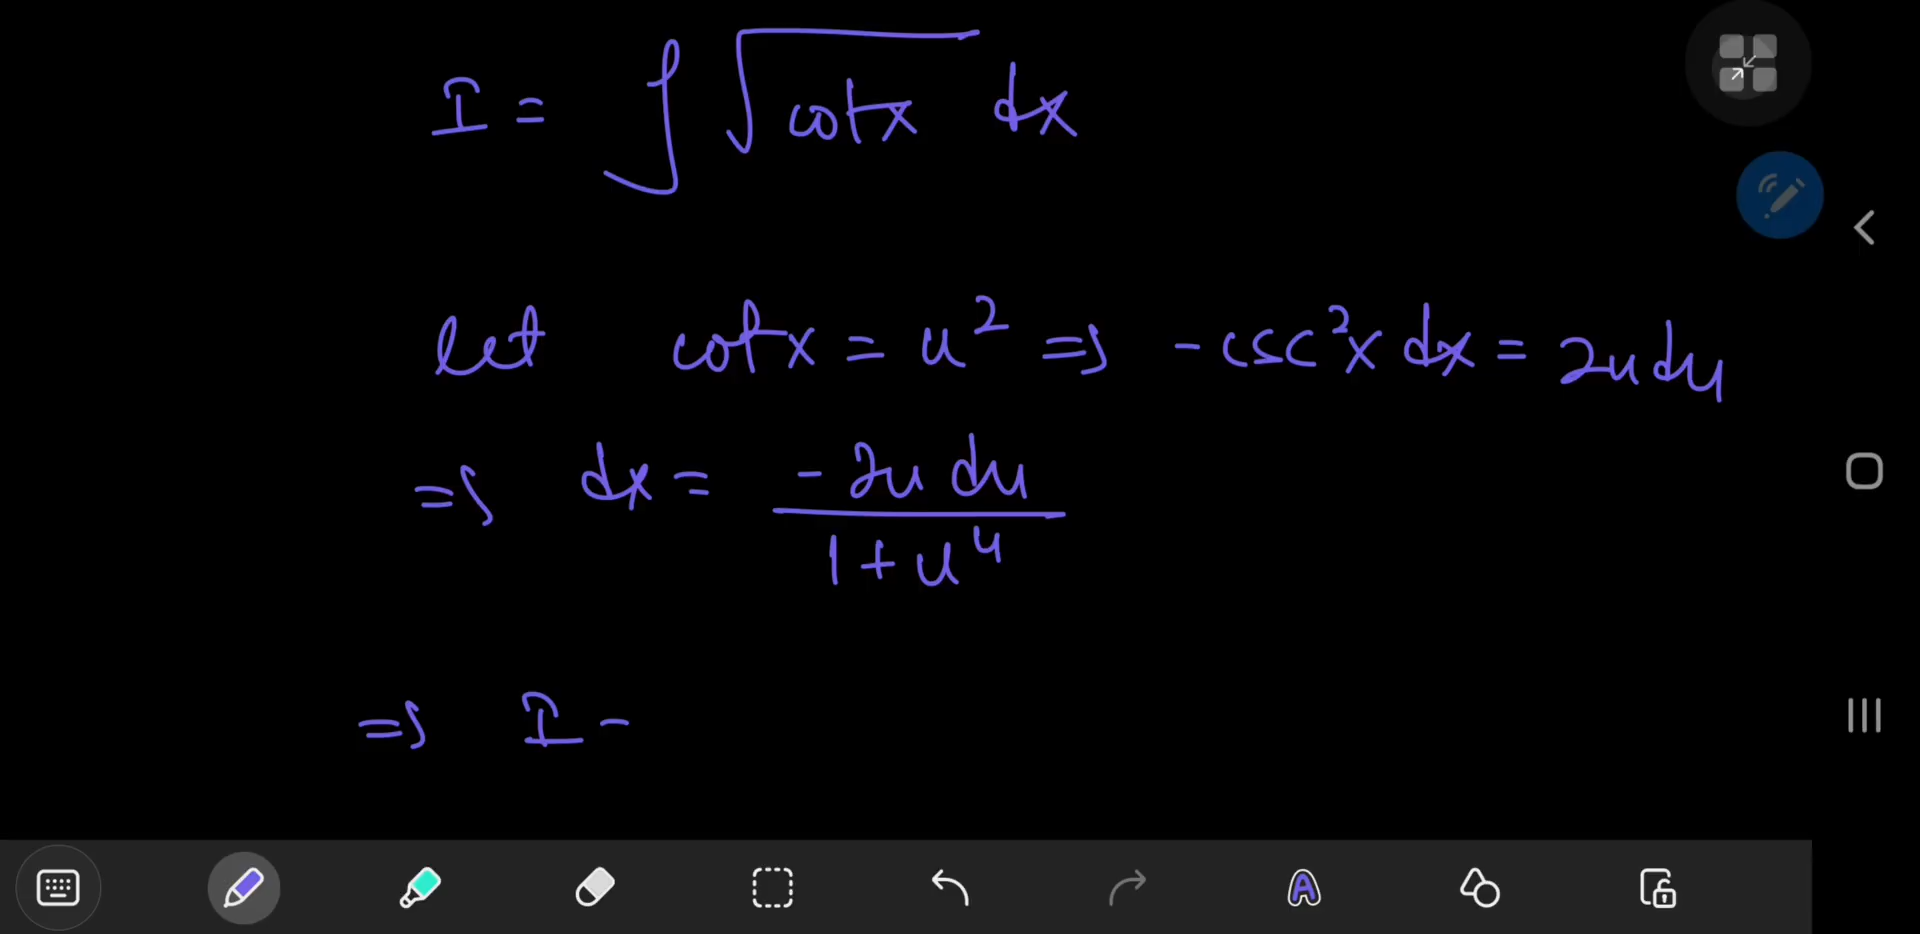 I = ∫ √cotx dx
let cotx = u² ⇒ - csc²x dx = 2u du
⇒ dx = - 2u du / 1 + u⁴
⇒ I -
A